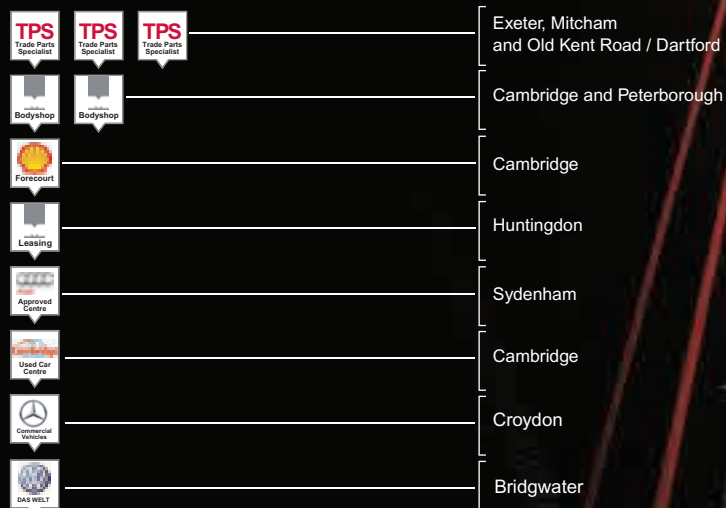 TPS TPS TPS
Trade Parts Trade Parts Trade Parts
Specialist Specialist Specialist
Exeter, Mitcham
and Old Kent Road / Dartford
Bodyshop Bodyshop
Cambridge and Peterborough
Forecourt
Cambridge
Leasing
Huntingdon
Approved
Centre
Sydenham
Cambridge
Used Car
Centre
Cambridge
Commercial
Vehicles
Croydon
DAS WELT
Bridgwater